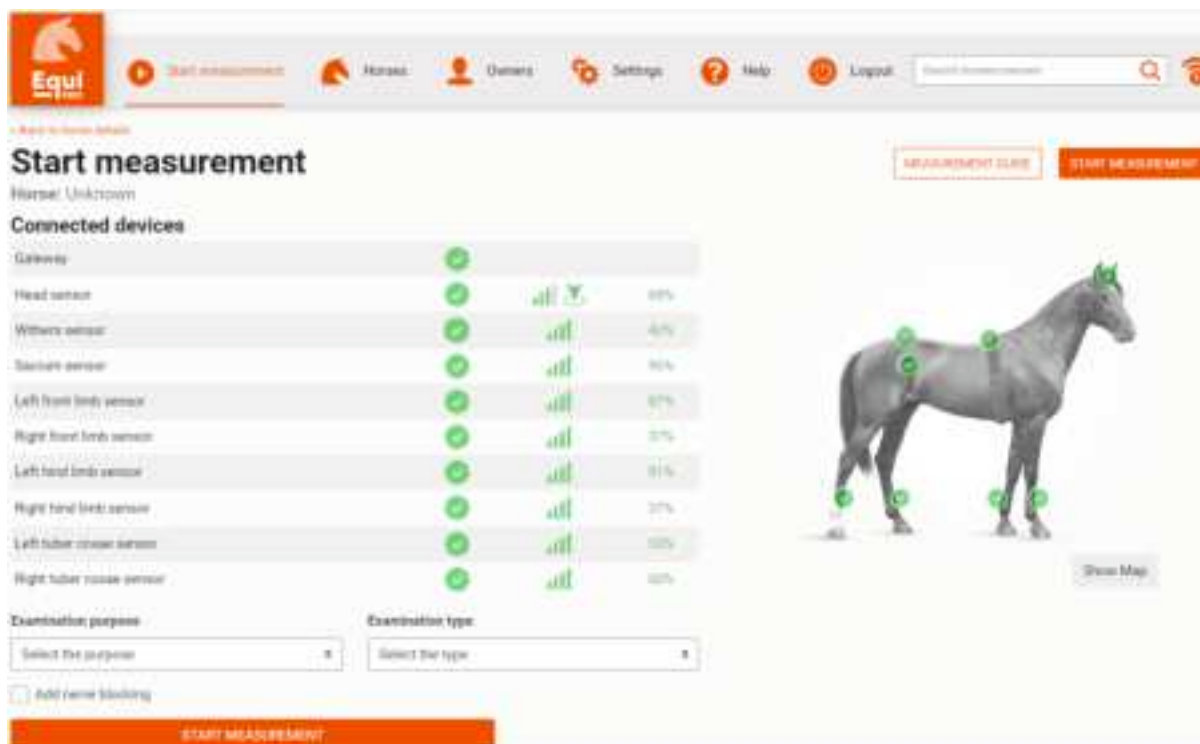 Equi
Start measurement
Horses
Owners
Settings
Help
Logout
Start measurement
MEASUREMENT GUIDE
START MEASUREMENT
Horse: Unknown
Connected devices
Gateway
Head sensor
Withers sensor
Sacrum sensor
Left front limb sensor
Right front limb sensor
Left hind limb sensor
Right hind limb sensor
Left tuber coxae sensor
Right tuber coxae sensor
Show Map
Examination purpose
Examination type
Select the purpose
Select the type
Add nerve blocking
START MEASUREMENT